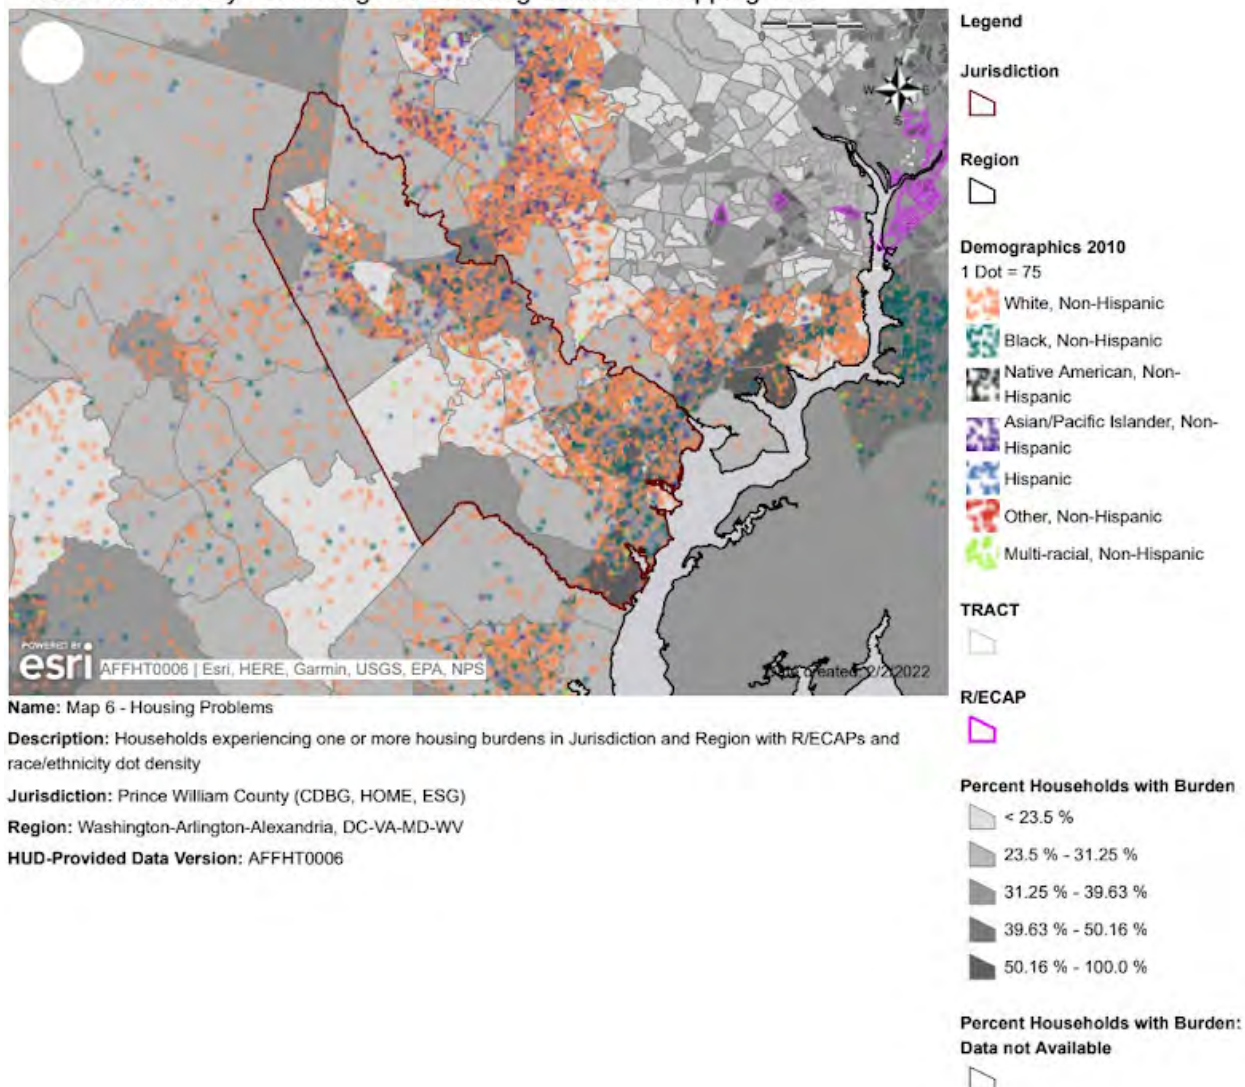 Legend
Jurisdiction
Region
Demographics 2010
1 Dot = 75
White, Non-Hispanic
Black, Non-Hispanic
Native American, Non-
Hispanic
Asian/Pacific Islander, Non-
Hispanic
Hispanic
Other, Non-Hispanic
Multi-racial, Non-Hispanic
TRACT
R/ECAP
Percent Households with Burden
< 23.5 %
23.5 % - 31.25 %
31.25 % - 39.63 %
39.63 % - 50.16 %
50.16 % - 100.0 %
Percent Households with Burden:
Data not Available
N
W E
S
POWERED BY
esri
AFFHT0006 | Esri, HERE, Garmin, USGS, EPA, NPS
created: 2/2/2022
Name: Map 6 - Housing Problems
Description: Households experiencing one or more housing burdens in Jurisdiction and Region with R/ECAPs and
race/ethnicity dot density
Jurisdiction: Prince William County (CDBG, HOME, ESG)
Region: Washington-Arlington-Alexandria, DC-VA-MD-WV
HUD-Provided Data Version: AFFHT0006